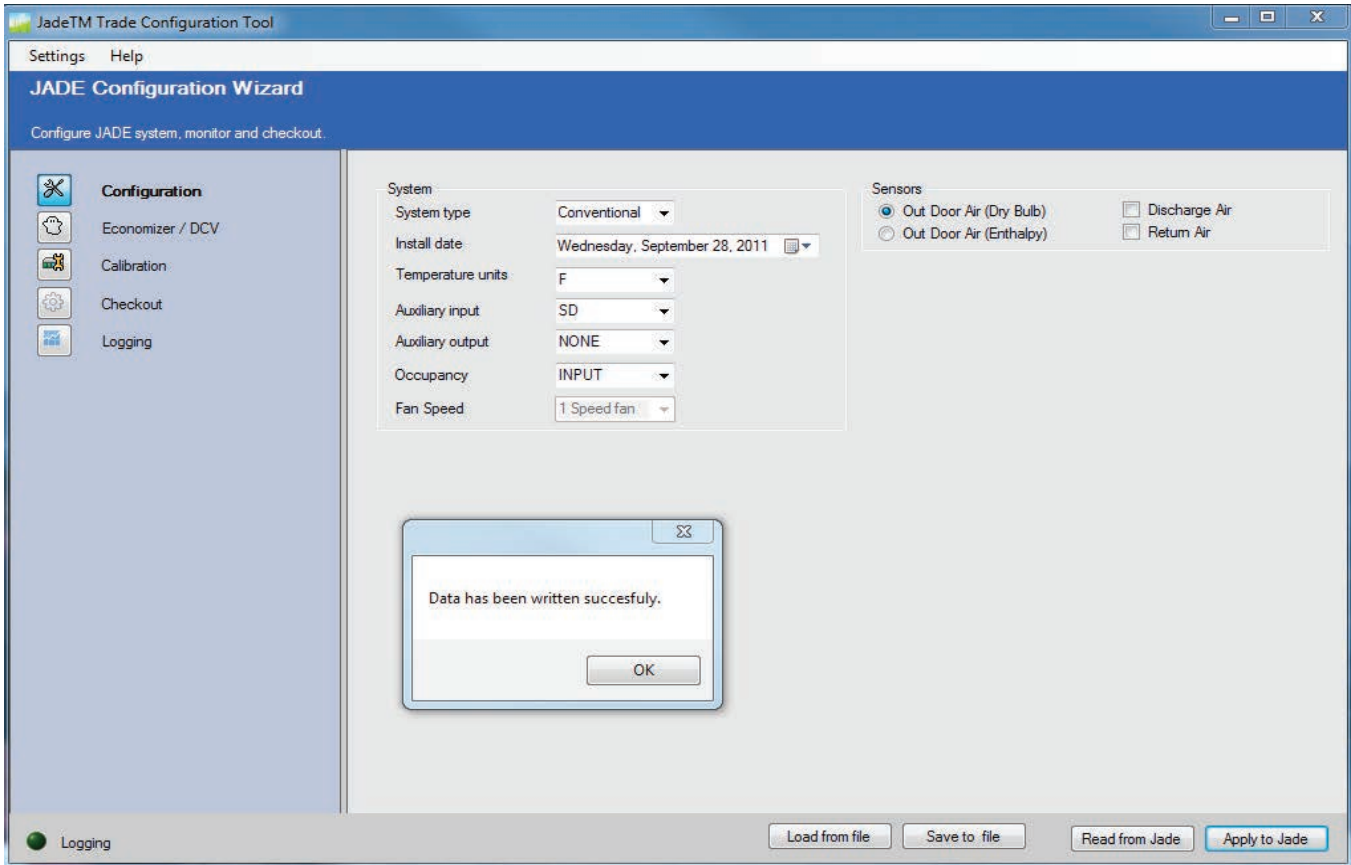 JadeTM Trade Configuration Tool
Settings Help
JADE Configuration Wizard
Configure JADE system, monitor and checkout.
Configuration
Economizer / DCV
Calibration
Checkout
Logging
System
System type Conventional
Install date Wednesday, September 28, 2011
Temperature units F
Auxiliary input SD
Auxiliary output NONE
Occupancy INPUT
Fan Speed 1 Speed fan
Sensors
Out Door Air (Dry Bulb) Discharge Air
Out Door Air (Enthalpy) Return Air
Data has been written succesfuly.
OK
Logging
Load from file Save to file Read from Jade Apply to Jade